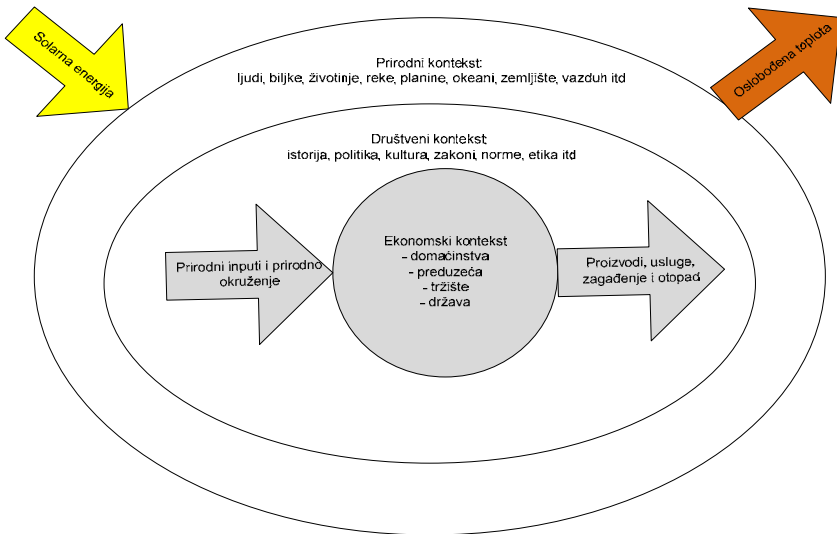 Solarna energija
Oslobođena toplota
Prirodni kontekst:
ljudi, biljke, životinje, reke, planine, okeani, zemljište, vazduh itd
Društveni kontekst:
istorija, politika, kultura, zakoni, norme, etika itd
Ekonomski kontekst
- domaćinstva
- preduzeća
- tržište
- država
Prirodni inputi i prirodno
okruženje
Proizvodi, usluge,
zagađenje i otopad